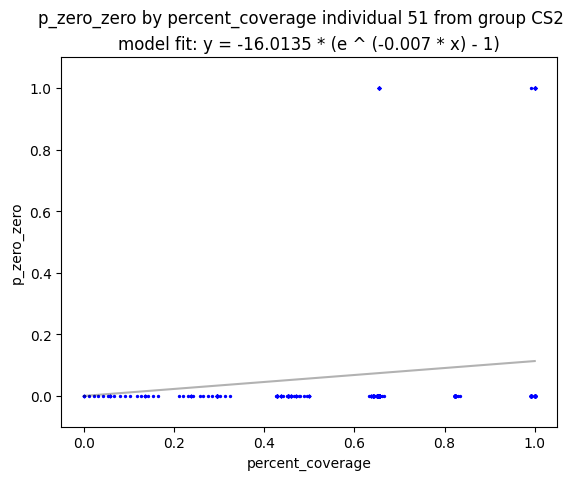 p_zero_zero by percent_coverage individual 51 from group CS2
model fit: y = -16.0135 * (e ^ (-0.007 * x) - 1)
1.0
0.8
0.6
0.4
0.2
0.0
p_zero_zero
0.0 0.2 0.4 0.6 0.8 1.0
percent_coverage